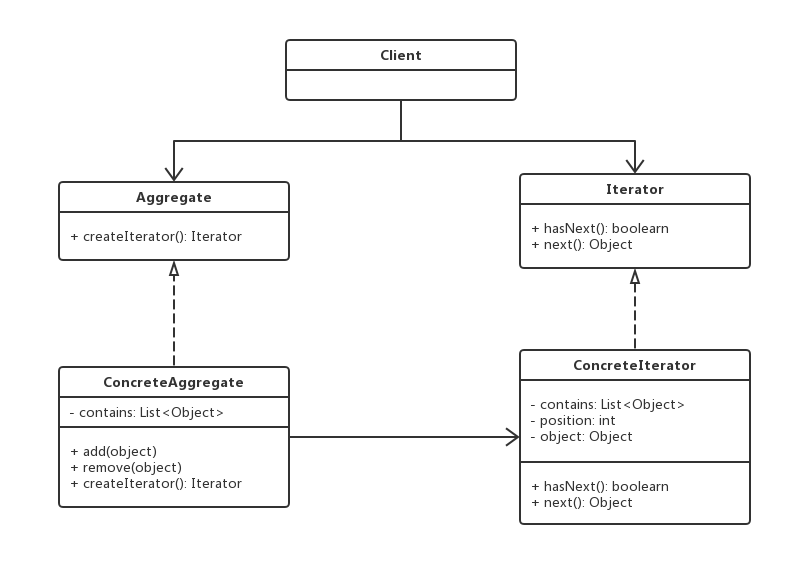 Client
Aggregate
+ createIterator(): Iterator
Iterator
+ hasNext(): boolearn
+ next(): Object
ConcreteAggregate
- contains: List<Object>
+ add(object)
+ remove(object)
+ createIterator(): Iterator
ConcreteIterator
- contains: List<Object>
- position: int
- object: Object
+ hasNext(): boolearn
+ next(): Object